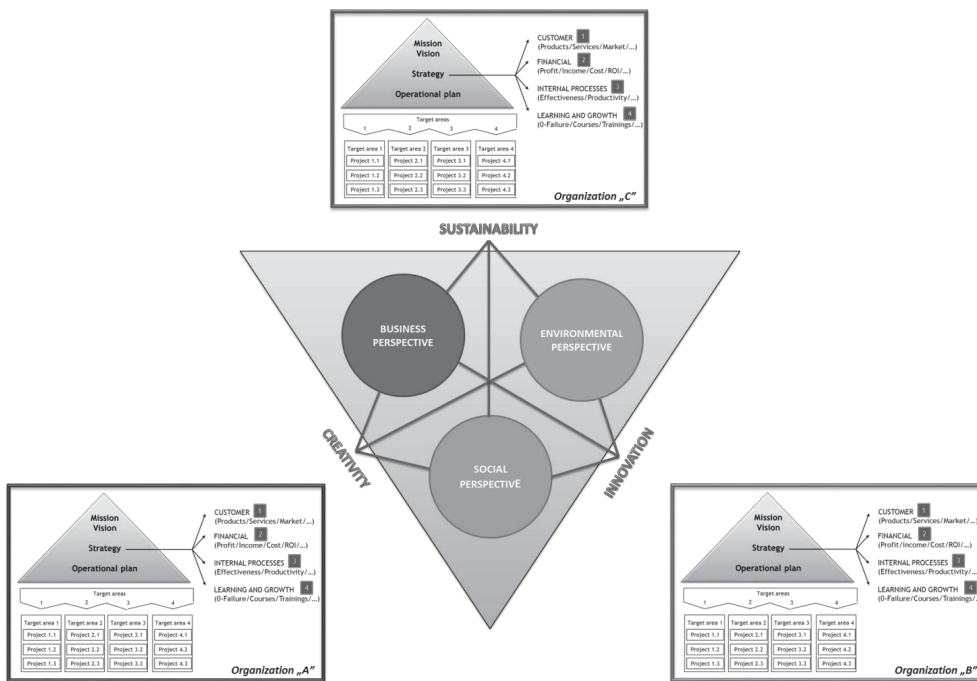 Mission
Vision
Strategy
Operational plan
CUSTOMER 1
(Products/Services/Market/…)
FINANCIAL 2
(Profit/Income/Cost/ROI/…)
INTERNAL PROCESSES 3
(Effectiveness/Productivity/…)
LEARNING AND GROWTH 4
(0-Failure/Courses/Trainings/…)
Target areas
1 2 3 4
Target area 1 Target area 2 Target area 3 Target area 4
Project 1.1 Project 2.1 Project 3.1 Project 4.1
Project 1.2 Project 2.2 Project 3.2 Project 4.2
Project 1.3 Project 2.3 Project 3.3 Project 4.3
Organization „C”
SUSTAINABILITY
BUSINESS
PERSPECTIVE
ENVIRONMENTAL
PERSPECTIVE
CREATIVITY
INNOVATION
SOCIAL
PERSPECTIVE
Mission
Vision
Strategy
Operational plan
CUSTOMER 1
(Products/Services/Market/…)
FINANCIAL 2
(Profit/Income/Cost/ROI/…)
INTERNAL PROCESSES 3
(Effectiveness/Productivity/…)
LEARNING AND GROWTH 4
(0-Failure/Courses/Trainings/…
Target areas
1 2 3 4
Target area 1 Target area 2 Target area 3 Target area 4
Project 1.1 Project 2.1 Project 3.1 Project 4.1
Project 1.2 Project 2.2 Project 3.2 Project 4.2
Project 1.3 Project 2.3 Project 3.3 Project 4.3
Organization „A”
Mission
Vision
Strategy
Operational plan
CUSTOMER 1
(Products/Services/Market/…)
FINANCIAL 2
(Profit/Income/Cost/ROI/…)
INTERNAL PROCESSES 3
(Effectiveness/Productivity/…
LEARNING AND GROWTH 4
(0-Failure/Courses/Trainings/…
Target areas
1 2 3 4
Target area 1 Target area 2 Target area 3 Target area 4
Project 1.1 Project 2.1 Project 3.1 Project 4.1
Project 1.2 Project 2.2 Project 3.2 Project 4.2
Project 1.3 Project 2.3 Project 3.3 Project 4.3
Organization „B”